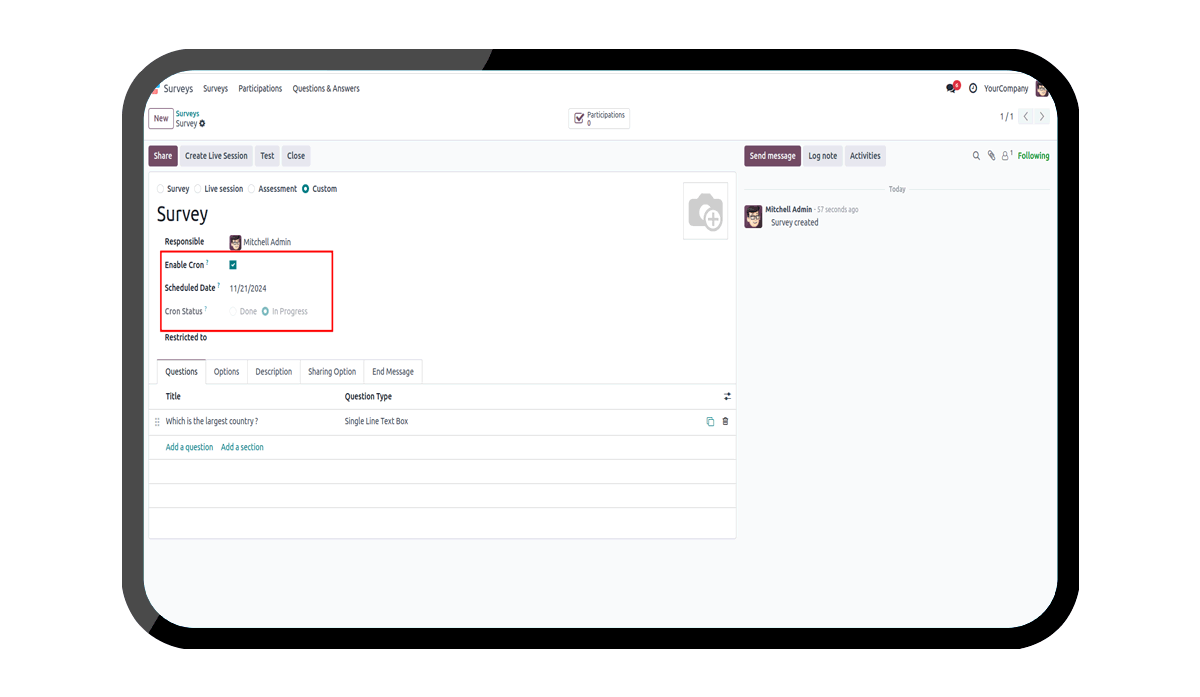 Surveys Surveys Participations Questions & Answers
YourCompany
New Surveys
Survey
Participations
0
1 / 1
Share Create Live Session Test Close
Send message Log note Activities
1 Following
Survey Live session Assessment Custom
Today
Survey
Mitchell Admin - 37 seconds ago
Survey created
Responsible Mitchell Admin
Enable Cron ?
Scheduled Date ? 11/21/2024
Cron Status ? Done In Progress
Restricted to
Questions Options Description Sharing Option End Message
Title Question Type
Which is the largest country ? Single Line Text Box
Add a question Add a section